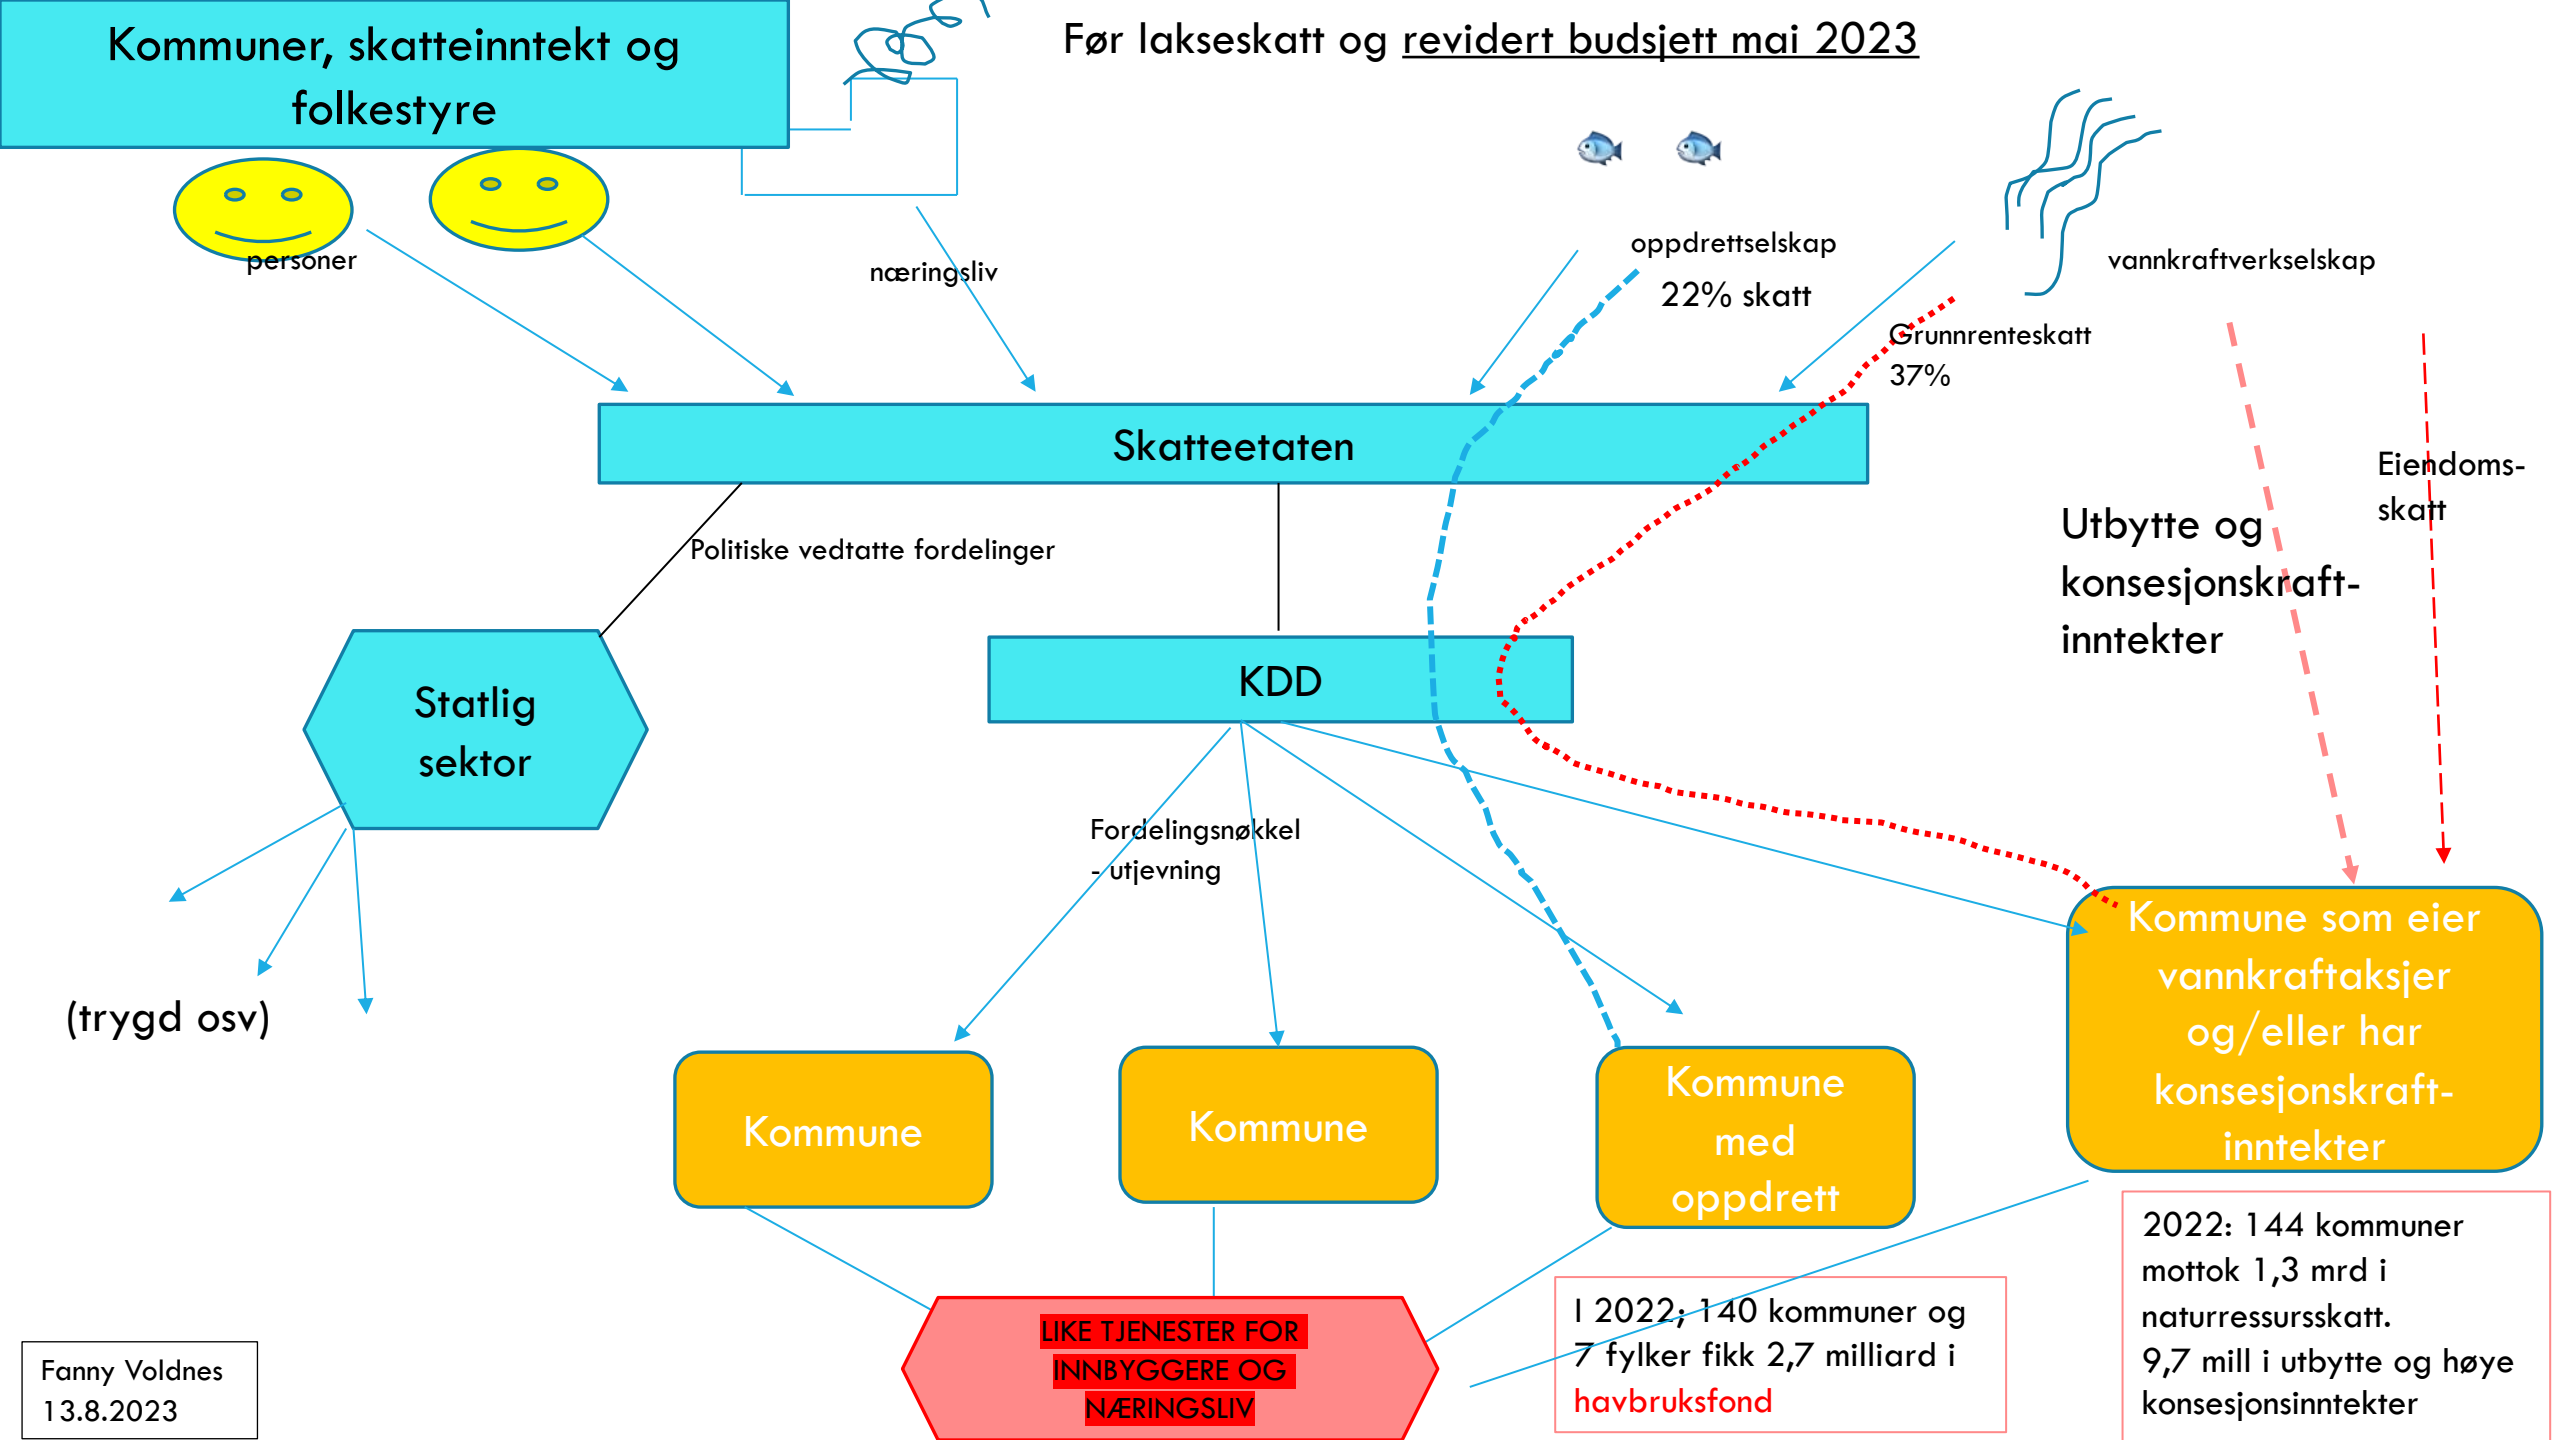 Kommuner, skatteinntekt og
folkestyre
Før lakseskatt og revidert budsjett mai 2023
personer
næringsliv
oppdrettselskap
22% skatt
vannkraftverkselskap
Grunnrenteskatt
37%
Skatteetaten
Eiendoms-
skatt
Utbytte og
konsesjonskraft-
inntekter
Politiske vedtatte fordelinger
KDD
Statlig
sektor
Fordelingsnøkkel
- utjevning
(trygd osv)
Kommune
Kommune
Kommune
med
oppdrett
Kommune som eier
vannkraftaksjer
og/eller har
konsesjonskraft-
inntekter
LIKE TJENESTER FOR
INNBYGGERE OG
NÆRINGSLIV
I 2022; 140 kommuner og
7 fylker fikk 2,7 milliard i
havbruksfond
2022: 144 kommuner
mottok 1,3 mrd i
naturressursskatt.
9,7 mill i utbytte og høye
konsesjonsinntekter
Fanny Voldnes
13.8.2023